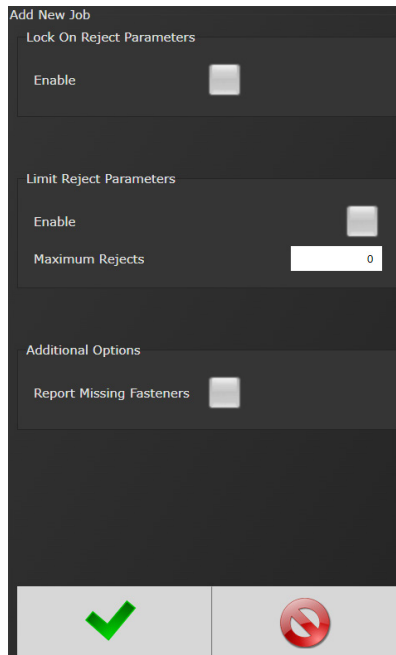 Add New Job
Lock On Reject Parameters
Enable
Limit Reject Parameters
Enable
Maximum Rejects 0
Additional Options
Report Missing Fasteners